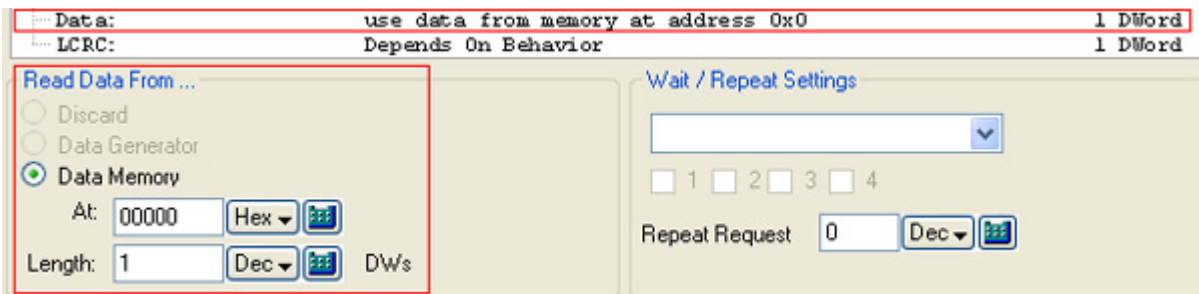 Data: use data from memory at address 0x0 1 DWord
LCRC: Depends On Behavior 1 DWord
Read Data From ...
Discard
Data Generator
Data Memory
At: 00000 Hex
Length: 1 Dec DWs
Wait / Repeat Settings
1 2 3 4
Repeat Request 0 Dec